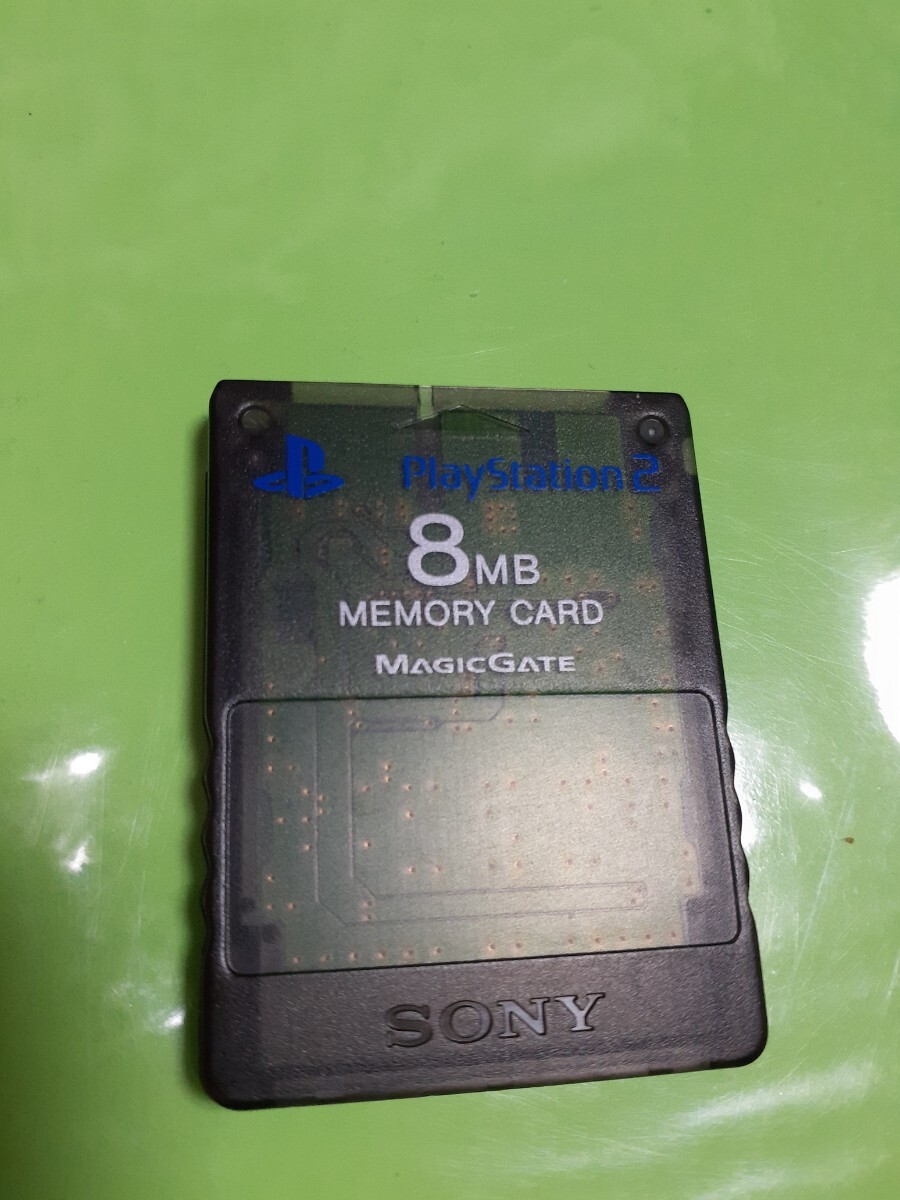 PlayStation 2
8MB
MEMORY CARD
MAGICGATE
SONY